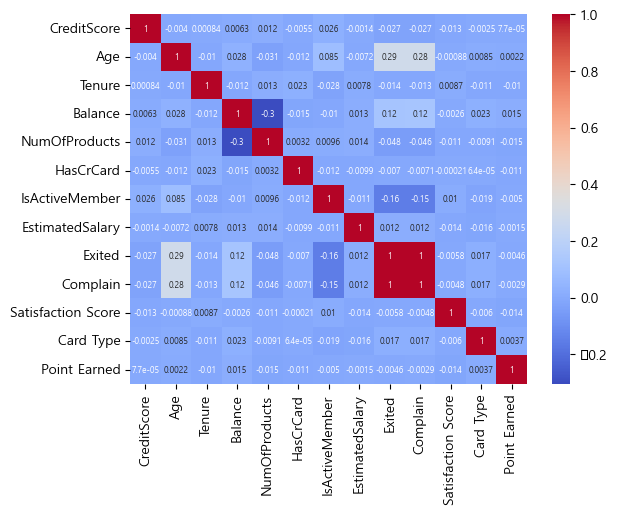 CreditScore 1 -0.004 0.00084 0.0063 0.012 -0.0055 0.026 -0.0014 -0.027 -0.027 -0.013 -0.0025 7.7e-05
Age -0.004 1 -0.01 0.028 -0.031 -0.012 0.085 -0.0072 0.29 0.28 -0.00088 0.0085 0.0022
Tenure 0.00084 -0.01 1 -0.012 0.013 0.023 -0.028 0.0078 -0.014 -0.013 0.0087 -0.011 -0.01
Balance 0.0063 0.028 -0.012 1 -0.3 -0.015 -0.01 0.013 0.12 0.12 -0.0026 0.023 0.015
NumOfProducts 0.012 -0.031 0.013 -0.3 1 0.0032 0.0096 0.014 -0.048 -0.046 -0.011 -0.0091 -0.015
HasCrCard -0.0055 -0.012 0.023 -0.015 0.0032 1 -0.012 -0.0099 -0.007 -0.0071 -0.00021 6.4e-05 -0.011
IsActiveMember 0.026 0.085 -0.028 -0.01 0.0096 -0.012 1 -0.011 -0.16 -0.15 0.01 -0.019 -0.005
EstimatedSalary -0.0014 -0.0072 0.0078 0.013 0.014 -0.0099 -0.011 1 0.012 0.012 -0.014 -0.016 -0.0015
Exited -0.027 0.29 -0.014 0.12 -0.048 -0.007 -0.16 0.012 1 1 -0.0058 0.017 -0.0046
Complain -0.027 0.28 -0.013 0.12 -0.046 -0.0071 -0.15 0.012 1 1 -0.0048 0.017 -0.0029
Satisfaction Score -0.013 -0.00088 0.0087 -0.0026 -0.011 -0.00021 0.01 -0.014 -0.0058 -0.0048 1 -0.006 -0.014
Card Type -0.0025 0.0085 -0.011 0.023 -0.0091 6.4e-05 -0.019 -0.016 0.017 0.017 -0.006 1 0.0037
Point Earned 7.7e-05 0.0022 -0.01 0.015 -0.015 -0.011 -0.005 -0.0015 -0.0046 -0.0029 -0.014 0.0037 1
CreditScore
Age
Tenure
Balance
NumOfProducts
HasCrCard
IsActiveMember
EstimatedSalary
Exited
Complain
Satisfaction Score
Card Type
Point Earned
1.0
0.8
0.6
0.4
0.2
0.0
□0.2